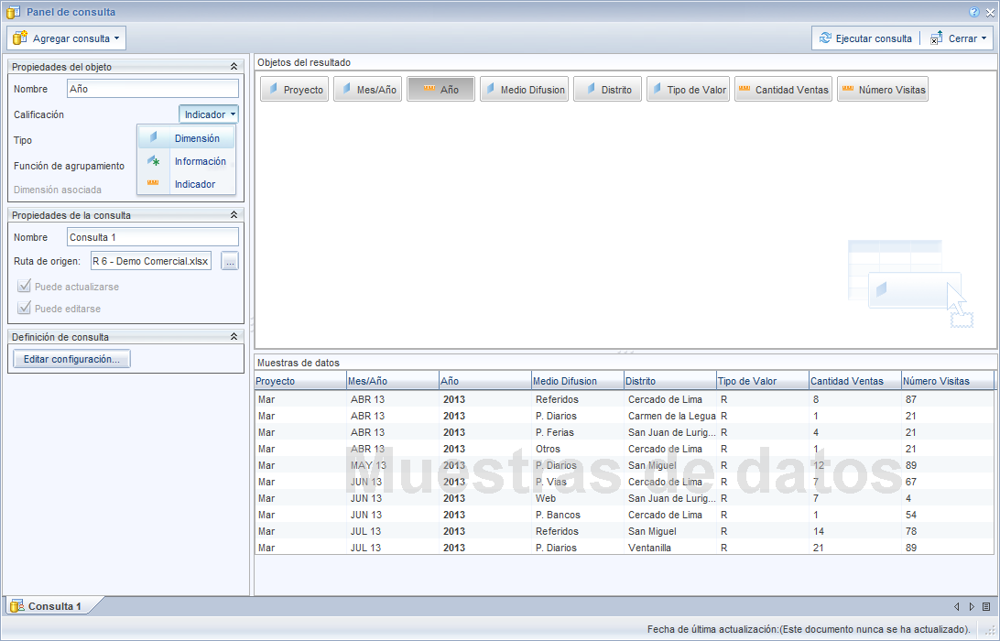 Panel de consulta
Agregar consulta
Ejecutar consulta
Cerrar
Propiedades del objeto
Nombre Año
Calificación Indicador
Tipo
Dimensión
Información
Indicador
Función de agrupamiento
Dimensión asociada
Propiedades de la consulta
Nombre Consulta 1
Ruta de origen: R 6 - Demo Comercial.xlsx ...
Puede actualizarse
Puede editarse
Definición de consulta
Editar configuración...
Objetos del resultado
Proyecto Mes/Año Año Medio Difusion Distrito Tipo de Valor Cantidad Ventas Número Visitas
Muestras de datos
Proyecto Mes/Año Año Medio Difusion Distrito Tipo de Valor Cantidad Ventas Número Visitas
Mar ABR 13 2013 Referidos Cercado de Lima R 8 87
Mar ABR 13 2013 P. Diarios Carmen de la Legua R 1 21
Mar ABR 13 2013 P. Ferias San Juan de Lurig... R 4 21
Mar ABR 13 2013 Otros Cercado de Lima R 1 21
Mar MAY 13 2013 P. Diarios San Miguel R 12 89
Mar JUN 13 2013 P. Vias Cercado de Lima R 7 67
Mar JUN 13 2013 Web San Juan de Lurig... R 7 4
Mar JUN 13 2013 P. Bancos Cercado de Lima R 1 54
Mar JUL 13 2013 Referidos San Miguel R 14 78
Mar JUL 13 2013 P. Diarios Ventanilla R 21 89
Muestras de datos
Consulta 1
Fecha de última actualización:(Este documento nunca se ha actualizado).